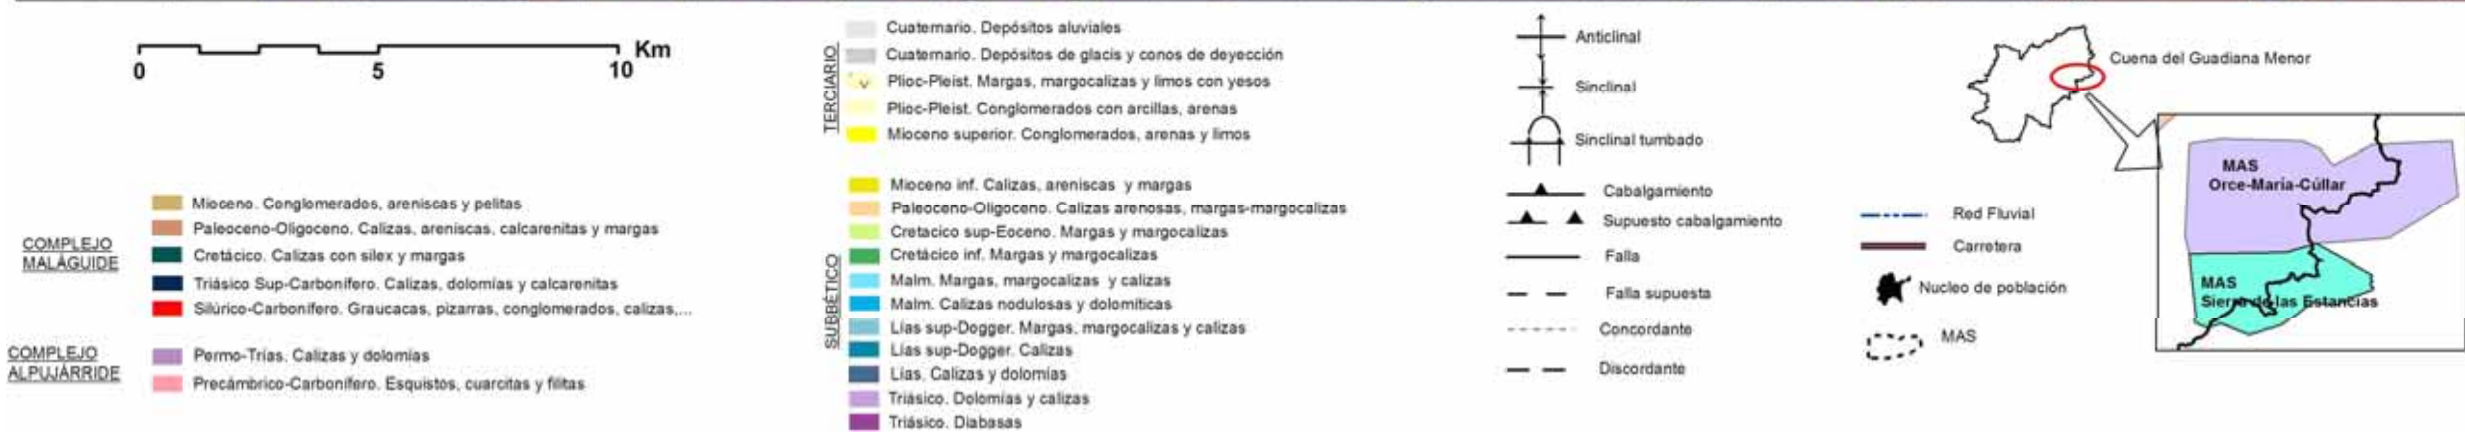 0
5
10
Km
COMPLEJO
MALÁGUIDE
Mioceno. Conglomerados, areniscas y pelitas
Paleoceno-Oligoceno. Calizas, areniscas, calcarenitas y margas
Cretácico. Calizas con silex y margas
Triásico Sup-Carbonífero. Calizas, dolomías y calcarenitas
Silúrico-Carbonífero. Graucacas, pizarras, conglomerados, calizas,...
COMPLEJO
ALPUJÁRRIDE
Permo-Trías. Calizas y dolomías
Precámbrico-Carbonífero. Esquistos, cuarcitas y filitas
TERCIARIO
Cuaternario. Depósitos aluviales
Cuaternario. Depósitos de glacis y conos de deyección
Plioc-Pleist. Margas, margocalizas y limos con yesos
Plioc-Pleist. Conglomerados con arcillas, arenas
Mioceno superior. Conglomerados, arenas y limos
SUBBÉTICO
Mioceno inf. Calizas, areniscas y margas
Paleoceno-Oligoceno. Calizas arenosas, margas-margocalizas
Cretacico sup-Eoceno. Margas y margocalizas
Cretácico inf. Margas y margocalizas
Malm. Margas, margocalizas y calizas
Malm. Calizas nodulosas y dolomíticas
Lías sup-Dogger. Margas, margocalizas y calizas
Lías sup-Dogger. Calizas
Lías. Calizas y dolomías
Triásico. Dolomías y calizas
Triásico. Diabasas
Anticlinal
Sinclinal
Sinclinal tumbado
Cabalgamiento
Supuesto cabalgamiento
Falla
Falla supuesta
Concordante
Discordante
Red Fluvial
Carretera
Nucleo de población
MAS
Cuena del Guadiana Menor
MAS
Orce-María-Cúllar
MAS
Sierra de las Estancias